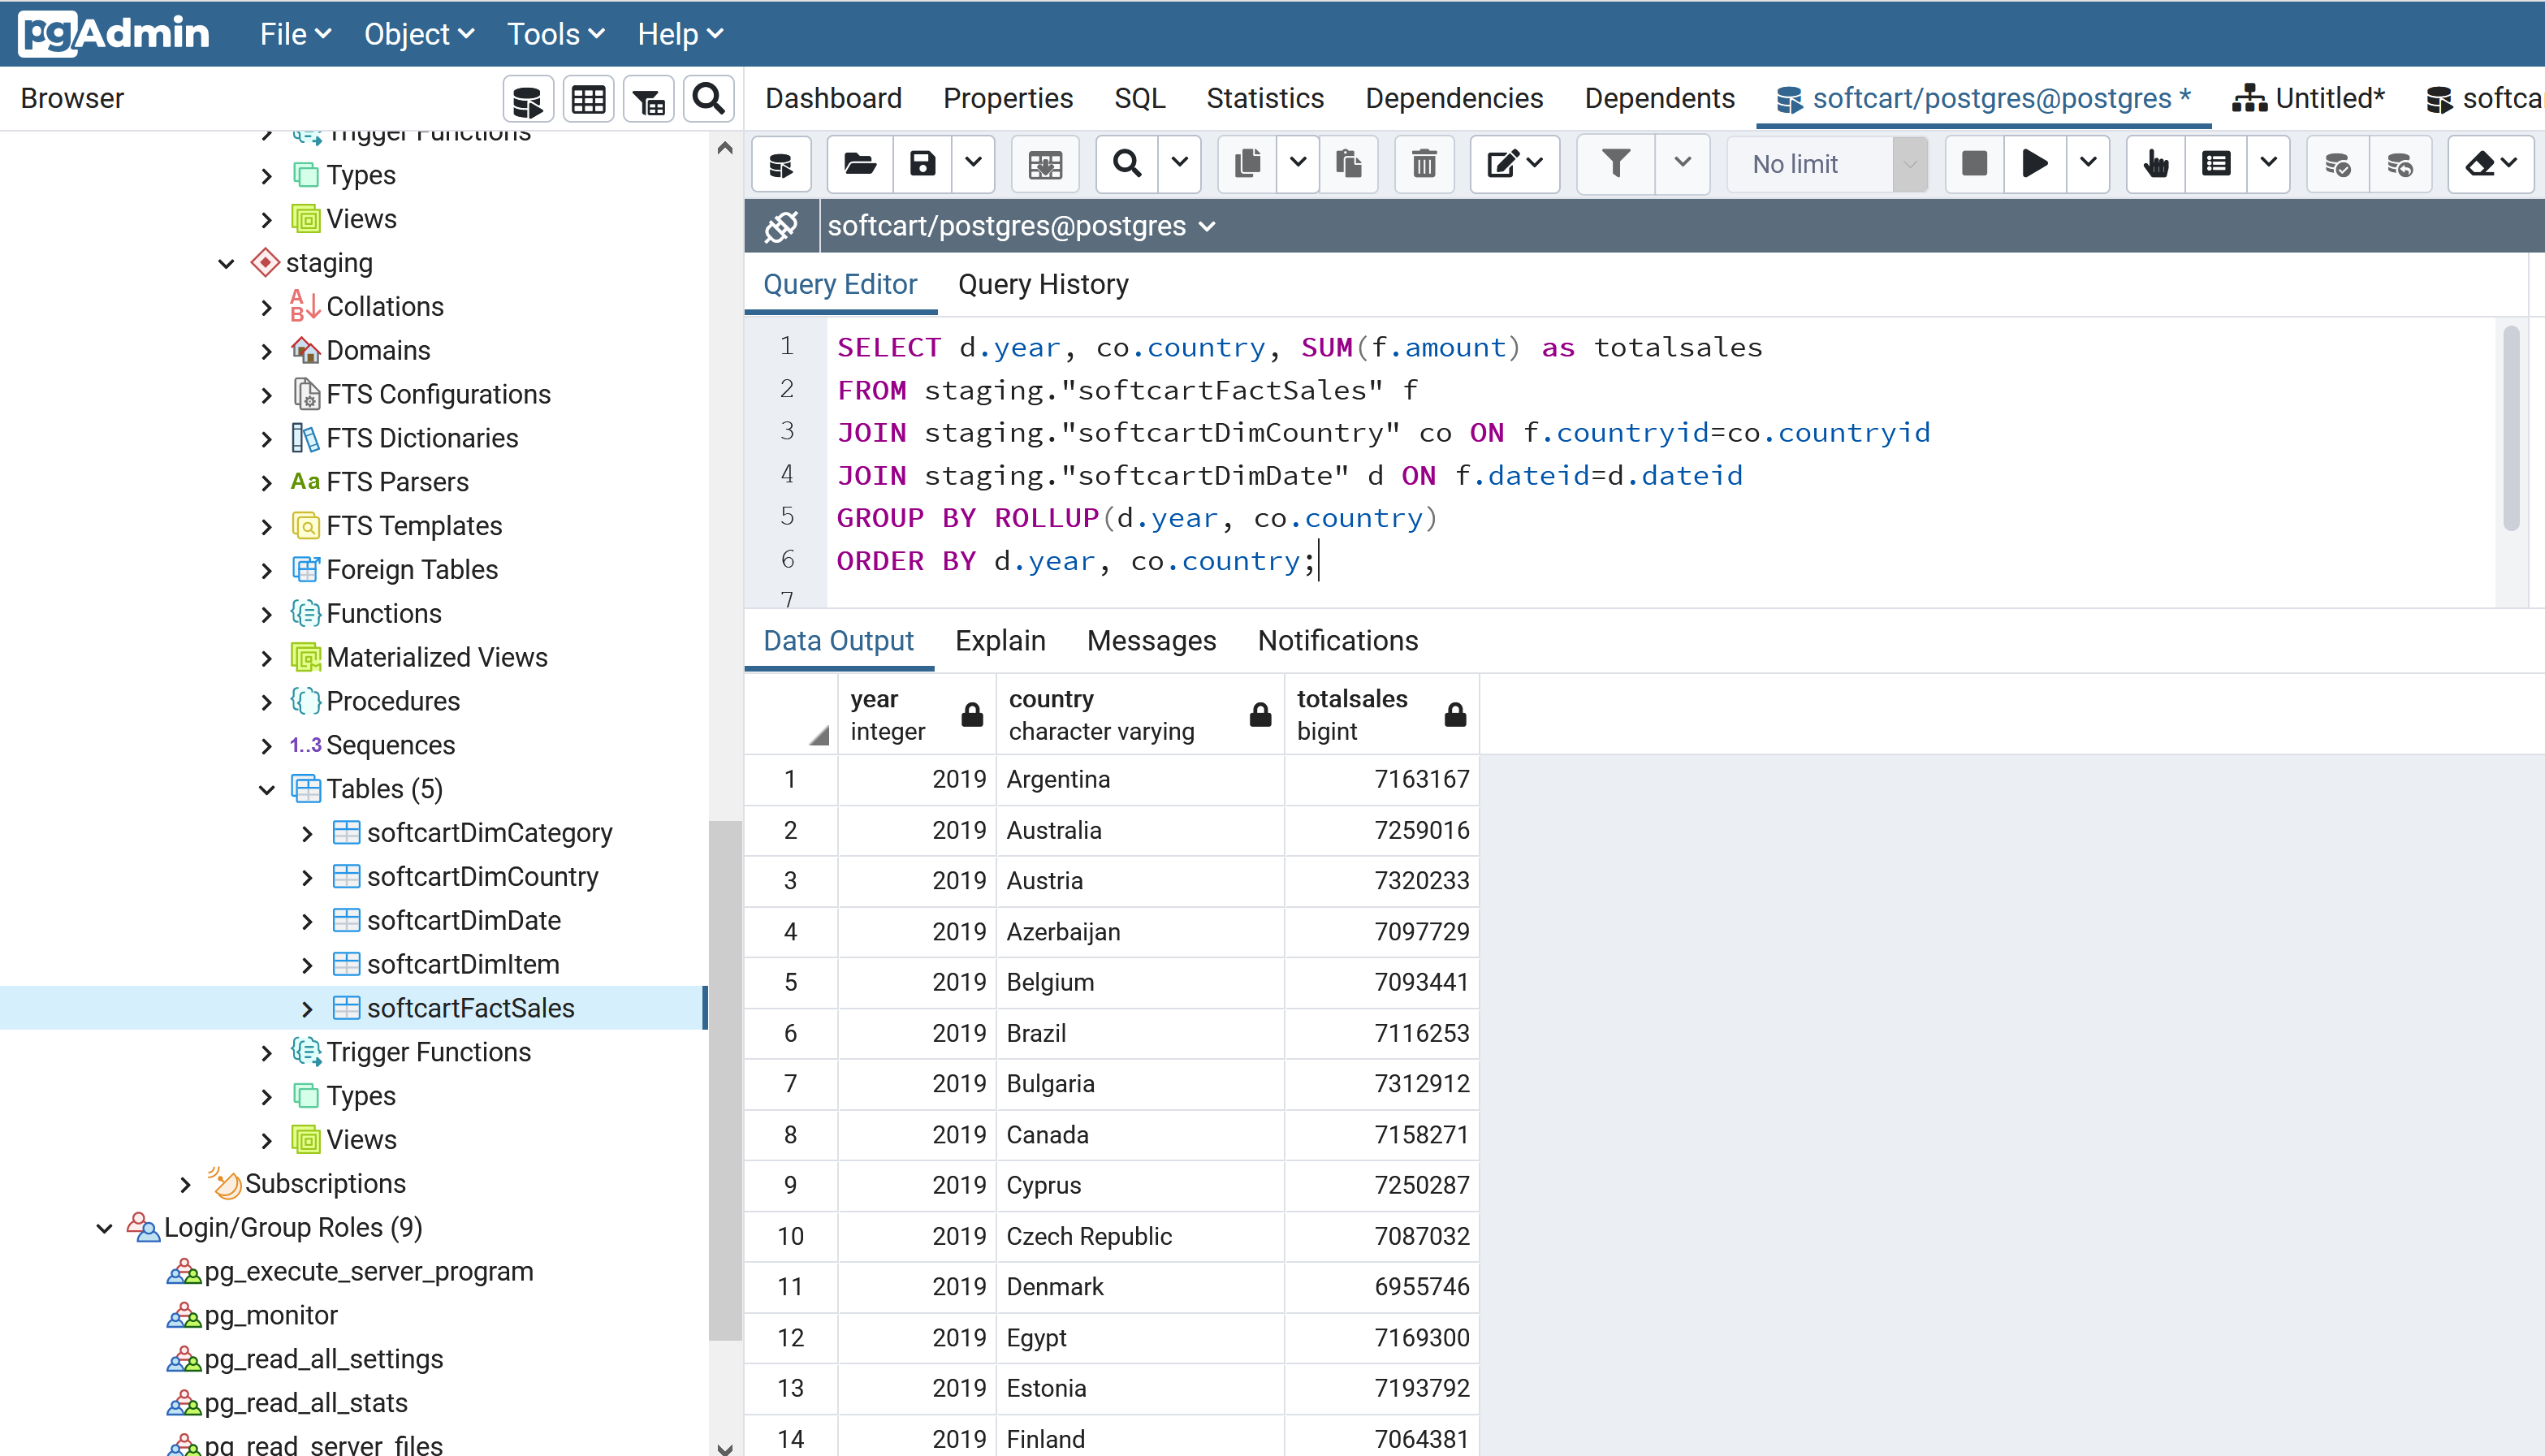 pgAdmin File Object Tools Help
Browser
Dashboard Properties SQL Statistics Dependencies Dependents softcart/postgres@postgres * Untitled*
Trigger Functions
Types
Views
staging
Collations
Domains
FTS Configurations
FTS Dictionaries
Aa FTS Parsers
FTS Templates
Foreign Tables
Functions
Materialized Views
Procedures
1..3 Sequences
Tables (5)
softcartDimCategory
softcartDimCountry
softcartDimDate
softcartDimItem
softcartFactSales
Trigger Functions
Types
Views
Subscriptions
Login/Group Roles (9)
pg_execute_server_program
pg_monitor
pg_read_all_settings
pg_read_all_stats
pg_read_server_files
No limit
softcart/postgres@postgres
Query Editor Query History
1 SELECT d.year, co.country, SUM(f.amount) as totalsales
2 FROM staging."softcartFactSales" f
3 JOIN staging."softcartDimCountry" co ON f.countryid=co.countryid
4 JOIN staging."softcartDimDate" d ON f.dateid=d.dateid
5 GROUP BY ROLLUP(d.year, co.country)
6 ORDER BY d.year, co.country;
7
Data Output Explain Messages Notifications
year country totalsales
integer character varying bigint
1 2019 Argentina 7163167
2 2019 Australia 7259016
3 2019 Austria 7320233
4 2019 Azerbaijan 7097729
5 2019 Belgium 7093441
6 2019 Brazil 7116253
7 2019 Bulgaria 7312912
8 2019 Canada 7158271
9 2019 Cyprus 7250287
10 2019 Czech Republic 7087032
11 2019 Denmark 6955746
12 2019 Egypt 7169300
13 2019 Estonia 7193792
14 2019 Finland 7064381